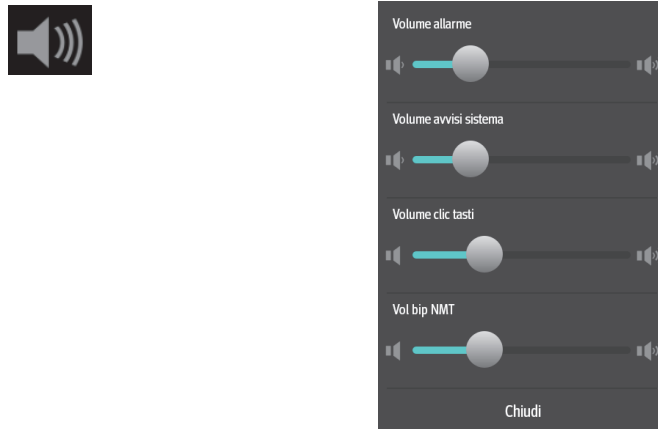 Volume allarme
Volume avvisi sistema
Volume clic tasti
Vol bip NMT
Chiudi